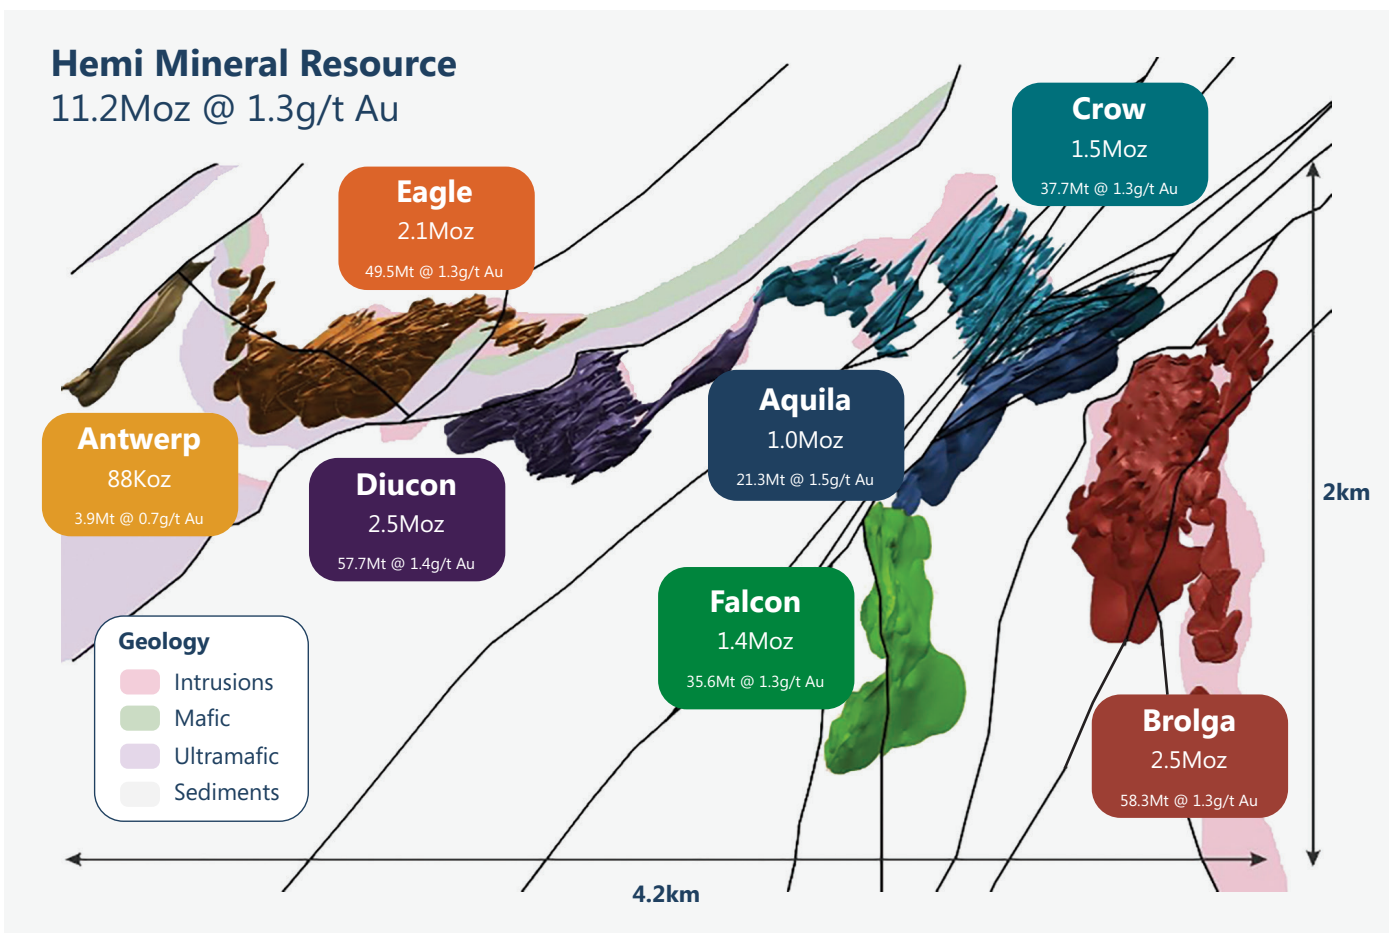 Hemi Mineral Resource
11.2Moz @ 1.3g/t Au
Crow
1.5Moz
37.7Mt @ 1.3g/t Au
Eagle
2.1Moz
49.5Mt @ 1.3g/t Au
Aquila
1.0Moz
21.3Mt @ 1.5g/t Au
Antwerp
88Koz
3.9Mt @ 0.7g/t Au
Diucon
2.5Moz
57.7Mt @ 1.4g/t Au
2km
Falcon
1.4Moz
35.6Mt @ 1.3g/t Au
Geology
Intrusions
Mafic
Ultramafic
Sediments
Brolga
2.5Moz
58.3Mt @ 1.3g/t Au
4.2km